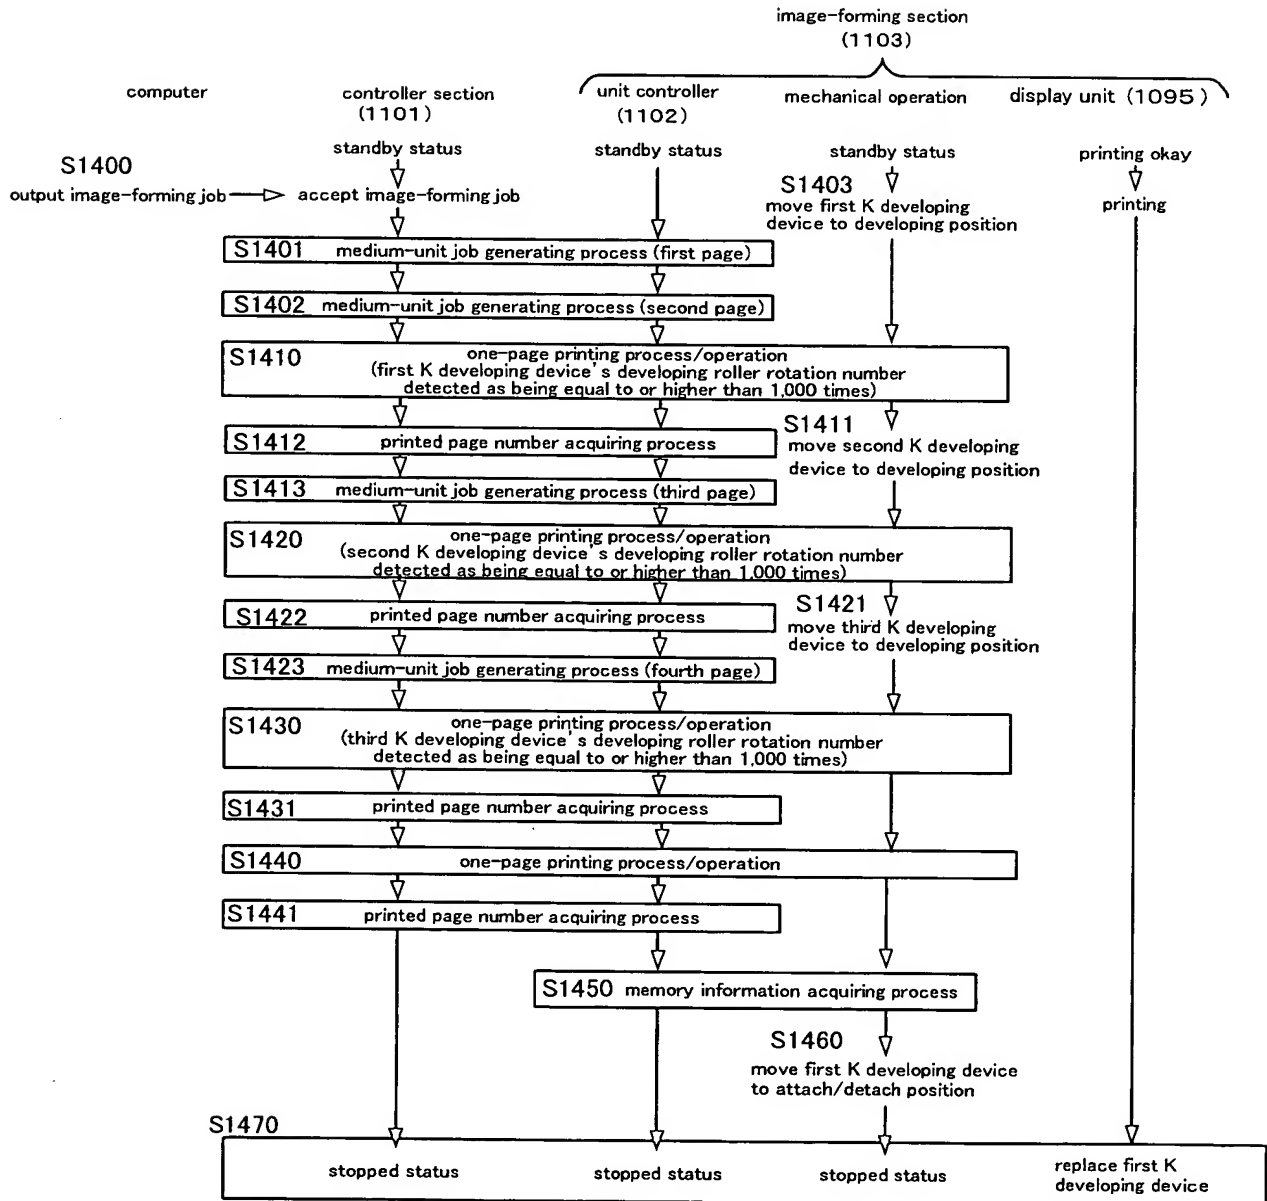 image-forming section
(1103)
computer
controller section
(1101)
unit controller
(1102)
mechanical operation
display unit (1095)
standby status
standby status
standby status
printing okay
S1400
output image-forming job
accept image-forming job
S1403
move first K developing
device to developing position
printing
S1401 medium-unit job generating process (first page)
S1402 medium-unit job generating process (second page)
S1410 one-page printing process/operation
(first K developing device's developing roller rotation number
detected as being equal to or higher than 1,000 times)
S1411
move second K developing
device to developing position
S1412 printed page number acquiring process
S1413 medium-unit job generating process (third page)
S1420 one-page printing process/operation
(second K developing device's developing roller rotation number
detected as being equal to or higher than 1,000 times)
S1421
move third K developing
device to developing position
S1422 printed page number acquiring process
S1423 medium-unit job generating process (fourth page)
S1430 one-page printing process/operation
(third K developing device's developing roller rotation number
detected as being equal to or higher than 1,000 times)
S1431 printed page number acquiring process
S1440 one-page printing process/operation
S1441 printed page number acquiring process
S1450 memory information acquiring process
S1460
move first K developing device
to attach/detach position
S1470
stopped status
stopped status
stopped status
replace first K
developing device